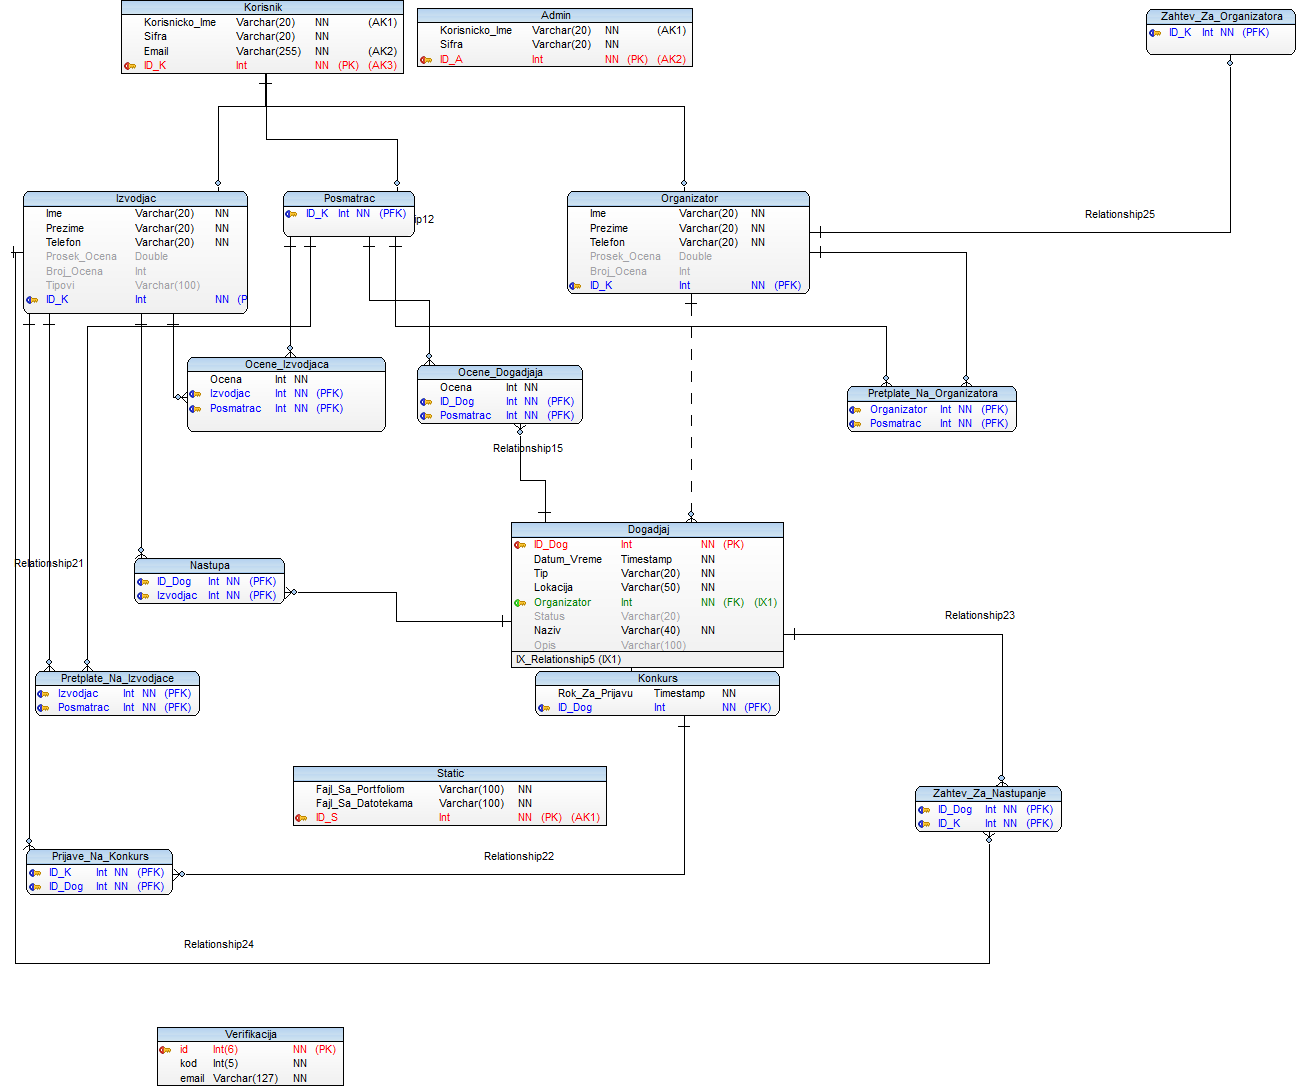 Korisnik
Korisnicko_Ime Varchar(20) NN (AK1)
Sifra Varchar(20) NN
Email Varchar(255) NN (AK2)
ID_K Int NN (PK) (AK3)
Admin
Korisnicko_Ime Varchar(20) NN (AK1)
Sifra Varchar(20) NN
ID_A Int NN (PK) (AK2)
Zahtev_Za_Organizatora
ID_K Int NN (PFK)
Izvodjac
Ime Varchar(20) NN
Prezime Varchar(20) NN
Telefon Varchar(20) NN
Prosek_Ocena Double
Broj_Ocena Int
Tipovi Varchar(100)
ID_K Int NN (P
Posmatrac
ID_K Int NN (PFK)
ip12
Organizator
Ime Varchar(20) NN
Prezime Varchar(20) NN
Telefon Varchar(20) NN
Prosek_Ocena Double
Broj_Ocena Int
ID_K Int NN (PFK)
Relationship25
Ocene_Izvodjaca
Ocena Int NN
Izvodjac Int NN (PFK)
Posmatrac Int NN (PFK)
Ocene_Dogadjaja
Ocena Int NN
ID_Dog Int NN (PFK)
Posmatrac Int NN (PFK)
Pretplate_Na_Organizatora
Organizator Int NN (PFK)
Posmatrac Int NN (PFK)
Relationship15
Relationship21
Nastupa
ID_Dog Int NN (PFK)
Izvodjac Int NN (PFK)
Dogadjaj
ID_Dog Int NN (PK)
Datum_Vreme Timestamp NN
Tip Varchar(20) NN
Lokacija Varchar(50) NN
Organizator Int NN (FK) (IX1)
Status Varchar(20)
Naziv Varchar(40) NN
Opis Varchar(100)
IX_Relationship5 (IX1)
Relationship23
Pretplate_Na_Izvodjace
Izvodjac Int NN (PFK)
Posmatrac Int NN (PFK)
Konkurs
Rok_Za_Prijavu Timestamp NN
ID_Dog Int NN (PFK)
Static
Fajl_Sa_Portfoliom Varchar(100) NN
Fajl_Sa_Datotekama Varchar(100) NN
ID_S Int NN (PK) (AK1)
Zahtev_Za_Nastupanje
ID_Dog Int NN (PFK)
ID_K Int NN (PFK)
Prijave_Na_Konkurs
ID_K Int NN (PFK)
ID_Dog Int NN (PFK)
Relationship22
Relationship24
Verifikacija
id Int(6) NN (PK)
kod Int(5) NN
email Varchar(127) NN